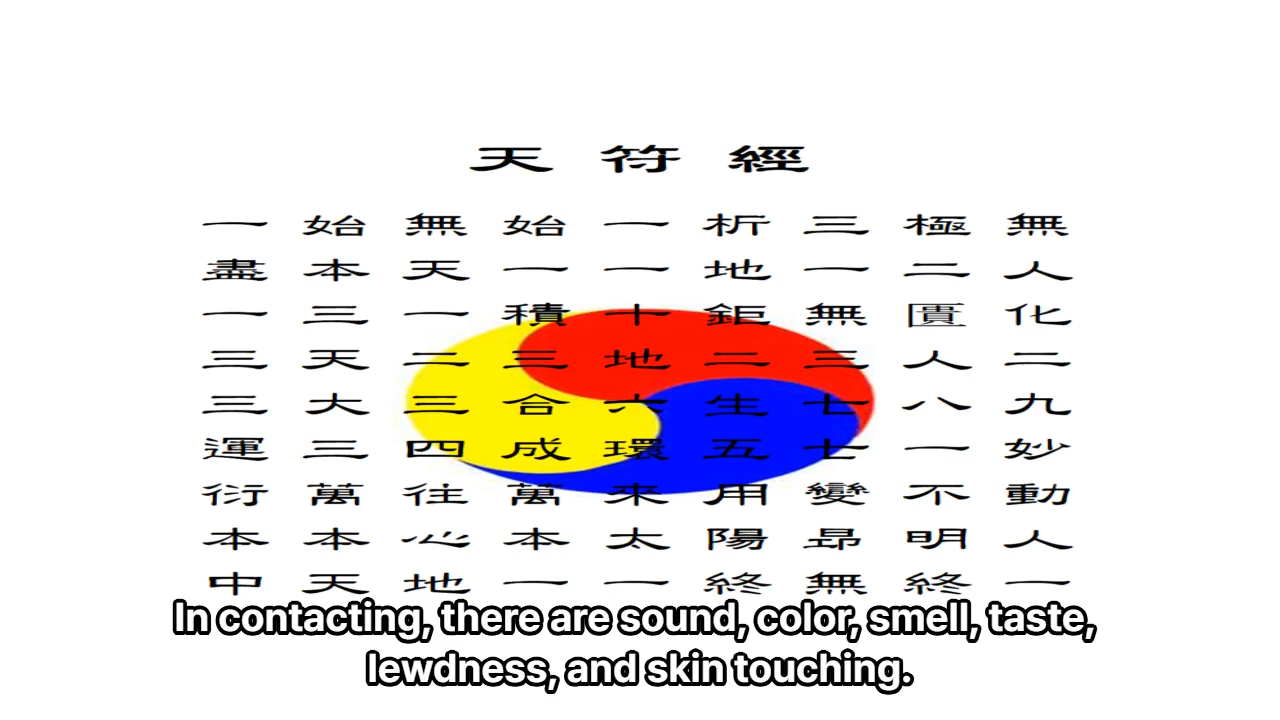 天符經
一始無始一析三極無
盡本天一一地一二人
一三一積十鉅無匱化
三天二三地二三人二
三大三合六生七八九
運三四成環五七一妙
衍萬往萬來用變不動
本本心本太陽昻明人
中天地一一終無終一
In contacting, there are sound, color, smell, taste,
lewdness, and skin touching.